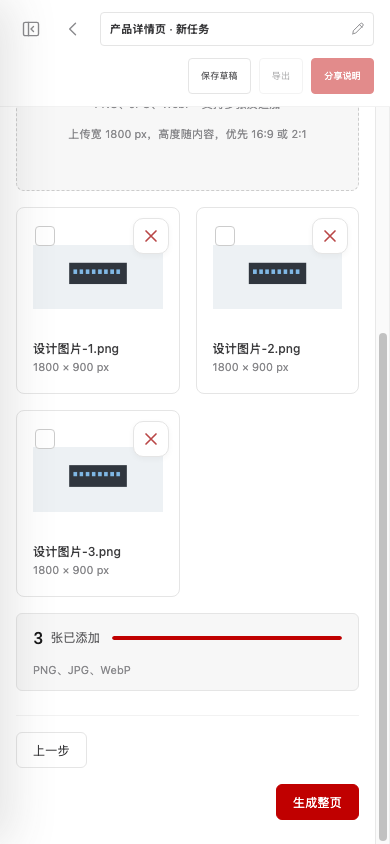 产品详情页 · 新任务
保存草稿
导出
分享说明
上传宽 1800 px，高度随内容，优先 16:9 或 2:1
设计图片-1.png
1800 × 900 px
设计图片-2.png
1800 × 900 px
设计图片-3.png
1800 × 900 px
3 张已添加
PNG、JPG、WebP
上一步
生成整页